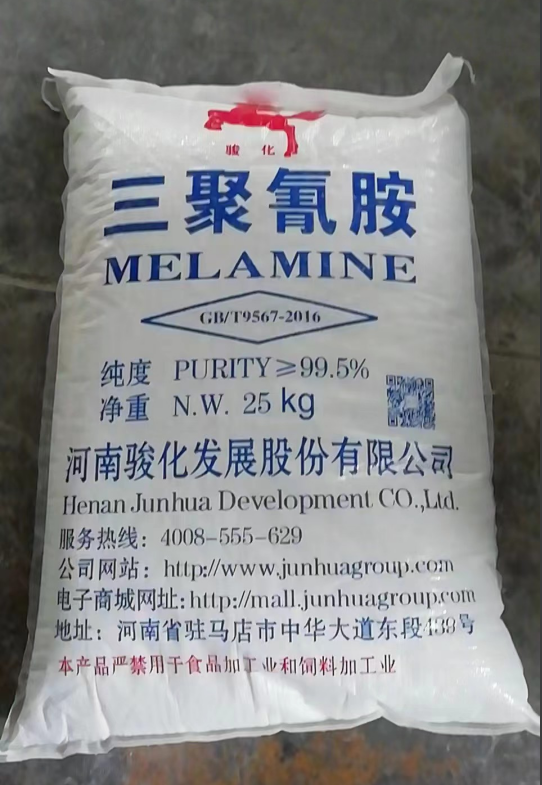 骏化
三聚氰胺
MELAMINE
GB/T9567-2016
纯度 PURITY≥99.5%
净重 N.W. 25 kg
河南骏化发展股份有限公司
Henan Junhua Development CO.,Ltd.
服务热线：4008-555-629
公司网站：http://www.junhuagroup.com
电子商城网址:http://mall.junhuagroup.com
地址：河南省驻马店市中华大道东段439号
本产品严禁用于食品加工业和饲料加工业